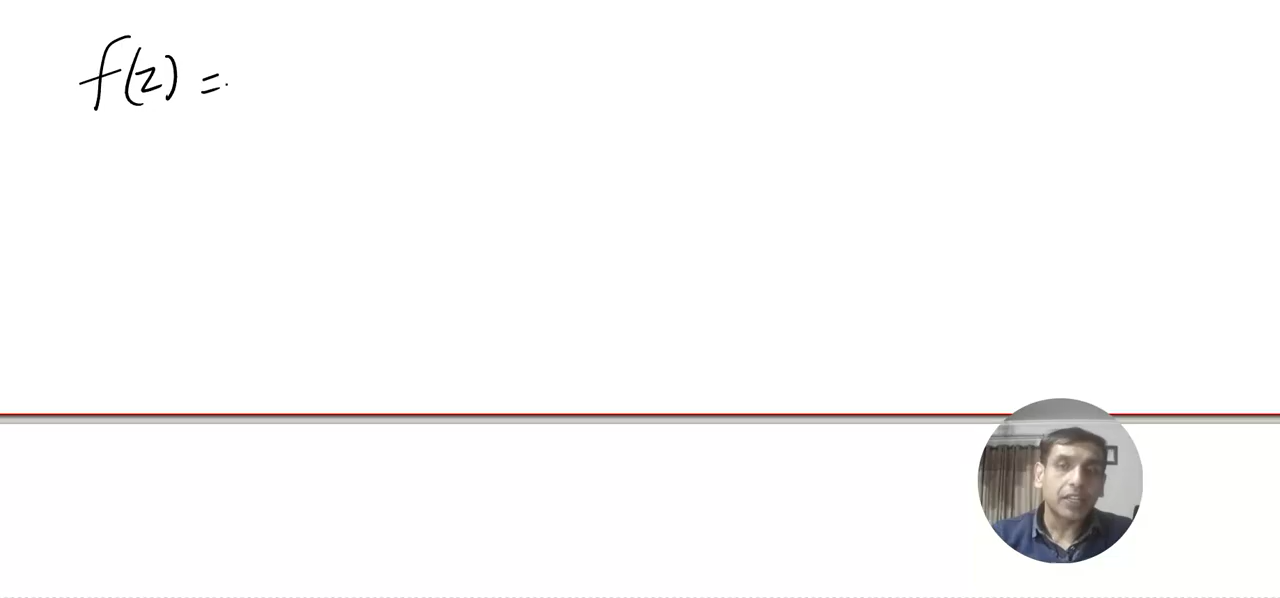 f(z) =